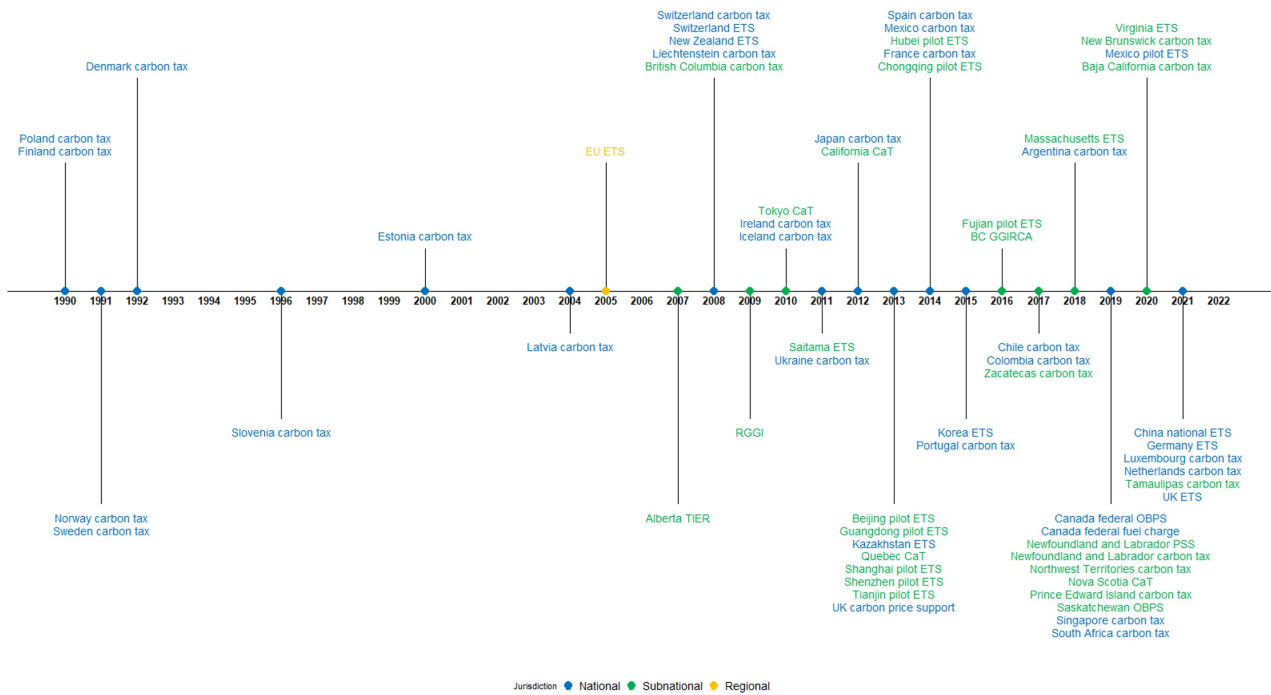 Switzerland carbon tax
Switzerland ETS
New Zealand ETS
Liechtenstein carbon tax
British Columbia carbon tax
Spain carbon tax
Mexico carbon tax
Hubei pilot ETS
France carbon tax
Chongqing pilot ETS
Virginia ETS
New Brunswick carbon tax
Mexico pilot ETS
Baja California carbon tax
Denmark carbon tax
Poland carbon tax
Finland carbon tax
EU ETS
Japan carbon tax
California CaT
Massachusetts ETS
Argentina carbon tax
Estonia carbon tax
Tokyo CaT
Ireland carbon tax
Iceland carbon tax
Fujian pilot ETS
BC GGIRCA
1990 1991 1992 1993 1994 1995 1996 1997 1998 1999 2000 2001 2002 2003 2004 2005 2006 2007 2008 2009 2010 2011 2012 2013 2014 2015 2016 2017 2018 2019 2020 2021 2022
Latvia carbon tax
Saitama ETS
Ukraine carbon tax
Chile carbon tax
Colombia carbon tax
Zacatecas carbon tax
Slovenia carbon tax
RGGI
Korea ETS
Portugal carbon tax
China national ETS
Germany ETS
Luxembourg carbon tax
Netherlands carbon tax
Tamaulipas carbon tax
UK ETS
Norway carbon tax
Sweden carbon tax
Alberta TIER
Beijing pilot ETS
Guangdong pilot ETS
Kazakhstan ETS
Quebec CaT
Shanghai pilot ETS
Shenzhen pilot ETS
Tianjin pilot ETS
UK carbon price support
Canada federal OBPS
Canada federal fuel charge
Newfoundland and Labrador PSS
Newfoundland and Labrador carbon tax
Northwest Territories carbon tax
Nova Scotia CaT
Prince Edward Island carbon tax
Saskatchewan OBPS
Singapore carbon tax
South Africa carbon tax
Jurisdiction National Subnational Regional